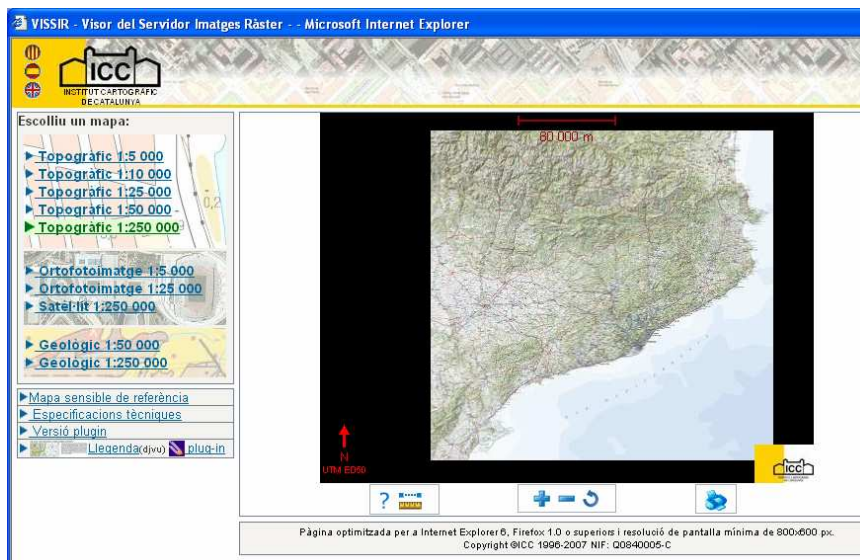 VISSIR - Visor del Servidor Imatges Ràster - - Microsoft Internet Explorer
ICC
INSTITUT CARTOGRÀFIC
DE CATALUNYA
Escolliu un mapa:
Topogràfic 1:5 000
Topogràfic 1:10 000
Topogràfic 1:25 000
Topogràfic 1:50 000
Topogràfic 1:250 000
0,2
Ortofotoimatge 1:5 000
Ortofotoimatge 1:25 000
Satèl·lit 1:250 000
Geològic 1:50 000
Geològic 1:250 000
Mapa sensible de referència
Especificacions tècniques
Versió plugin
Llegenda(djvu) plug-in
80 000 m
N
UTM ED50
icc
?
Pàgina optimitzada per a Internet Explorer 6, Firefox 1.0 o superiors i resolució de pantalla mínima de 800x600 px.
Copyright ©ICC 1996-2007 NIF: Q0840005-C